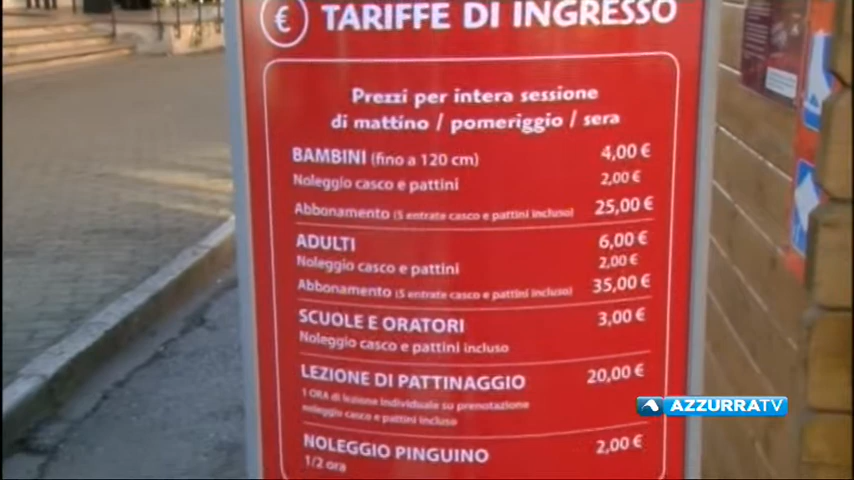 € TARIFFE DI INGRESSO
Prezzi per intera sessione
di mattino / pomeriggio / sera
BAMBINI (fino a 120 cm) 4,00 €
Noleggio casco e pattini 2,00 €
Abbonamento (5 entrate casco e pattini incluso) 25,00 €
ADULTI 6,00 €
Noleggio casco e pattini 2,00 €
Abbonamento (5 entrate casco e pattini incluso) 35,00 €
SCUOLE E ORATORI 3,00 €
Noleggio casco e pattini incluso
LEZIONE DI PATTINAGGIO 20,00 €
1 ORA di lezione individuale su prenotazione
noleggio casco e pattini incluso
NOLEGGIO PINGUINO 2,00 €
1/2 ora
AZZURRATV